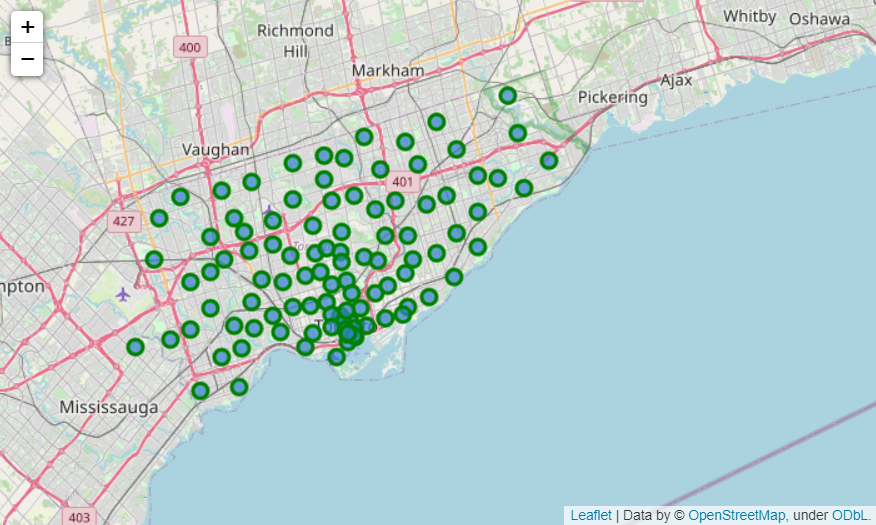 +
−
B
400
Richmond
Hill
Markham
Whitby
Oshawa
Ajax
Pickering
Vaughan
401
427
mpton
To
Mississauga
403
Leaflet | Data by © OpenStreetMap, under ODbL.